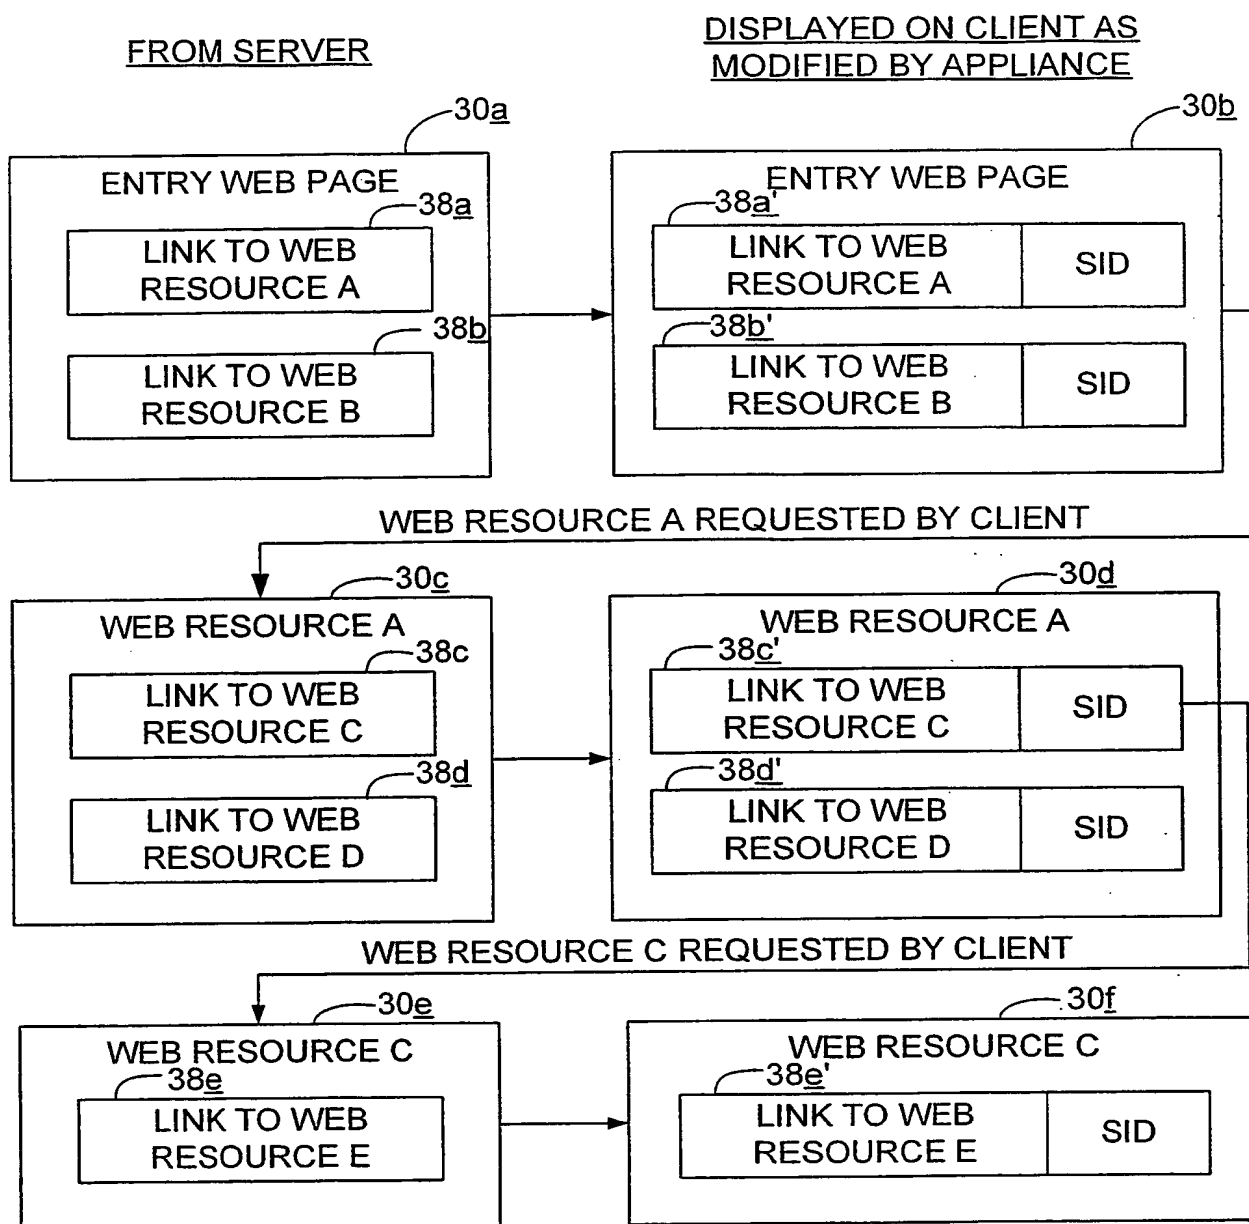 FROM SERVER
DISPLAYED ON CLIENT AS
MODIFIED BY APPLIANCE
30a
ENTRY WEB PAGE
38a
LINK TO WEB
RESOURCE A
38b
LINK TO WEB
RESOURCE B
30b
ENTRY WEB PAGE
38a'
LINK TO WEB
RESOURCE A
SID
38b'
LINK TO WEB
RESOURCE B
SID
WEB RESOURCE A REQUESTED BY CLIENT
30c
WEB RESOURCE A
38c
LINK TO WEB
RESOURCE C
38d
LINK TO WEB
RESOURCE D
30d
WEB RESOURCE A
38c'
LINK TO WEB
RESOURCE C
SID
38d'
LINK TO WEB
RESOURCE D
SID
WEB RESOURCE C REQUESTED BY CLIENT
30e
WEB RESOURCE C
38e
LINK TO WEB
RESOURCE E
30f
WEB RESOURCE C
38e'
LINK TO WEB
RESOURCE E
SID